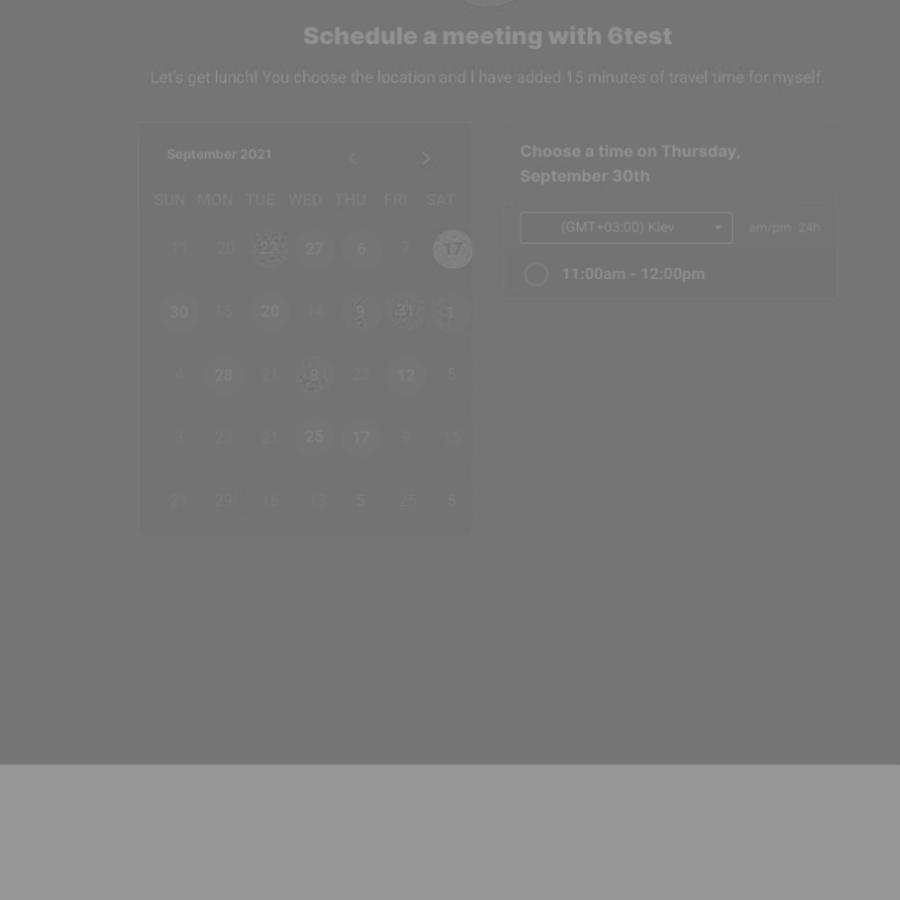 Schedule a meeting with 6test
Let's get lunch! You choose the location and I have added 15 minutes of travel time for myself.
September 2021
SUN MON TUE WED THU FRI SAT
11 20 22 27 6 7 17
30 15 20 14 9 31 1
4 28 21 8 23 12 5
3 23 21 25 17 9 15
21 29 16 13 5 25 5
Choose a time on Thursday,
September 30th
(GMT+03:00) Kiev am/pm 24h
11:00am - 12:00pm